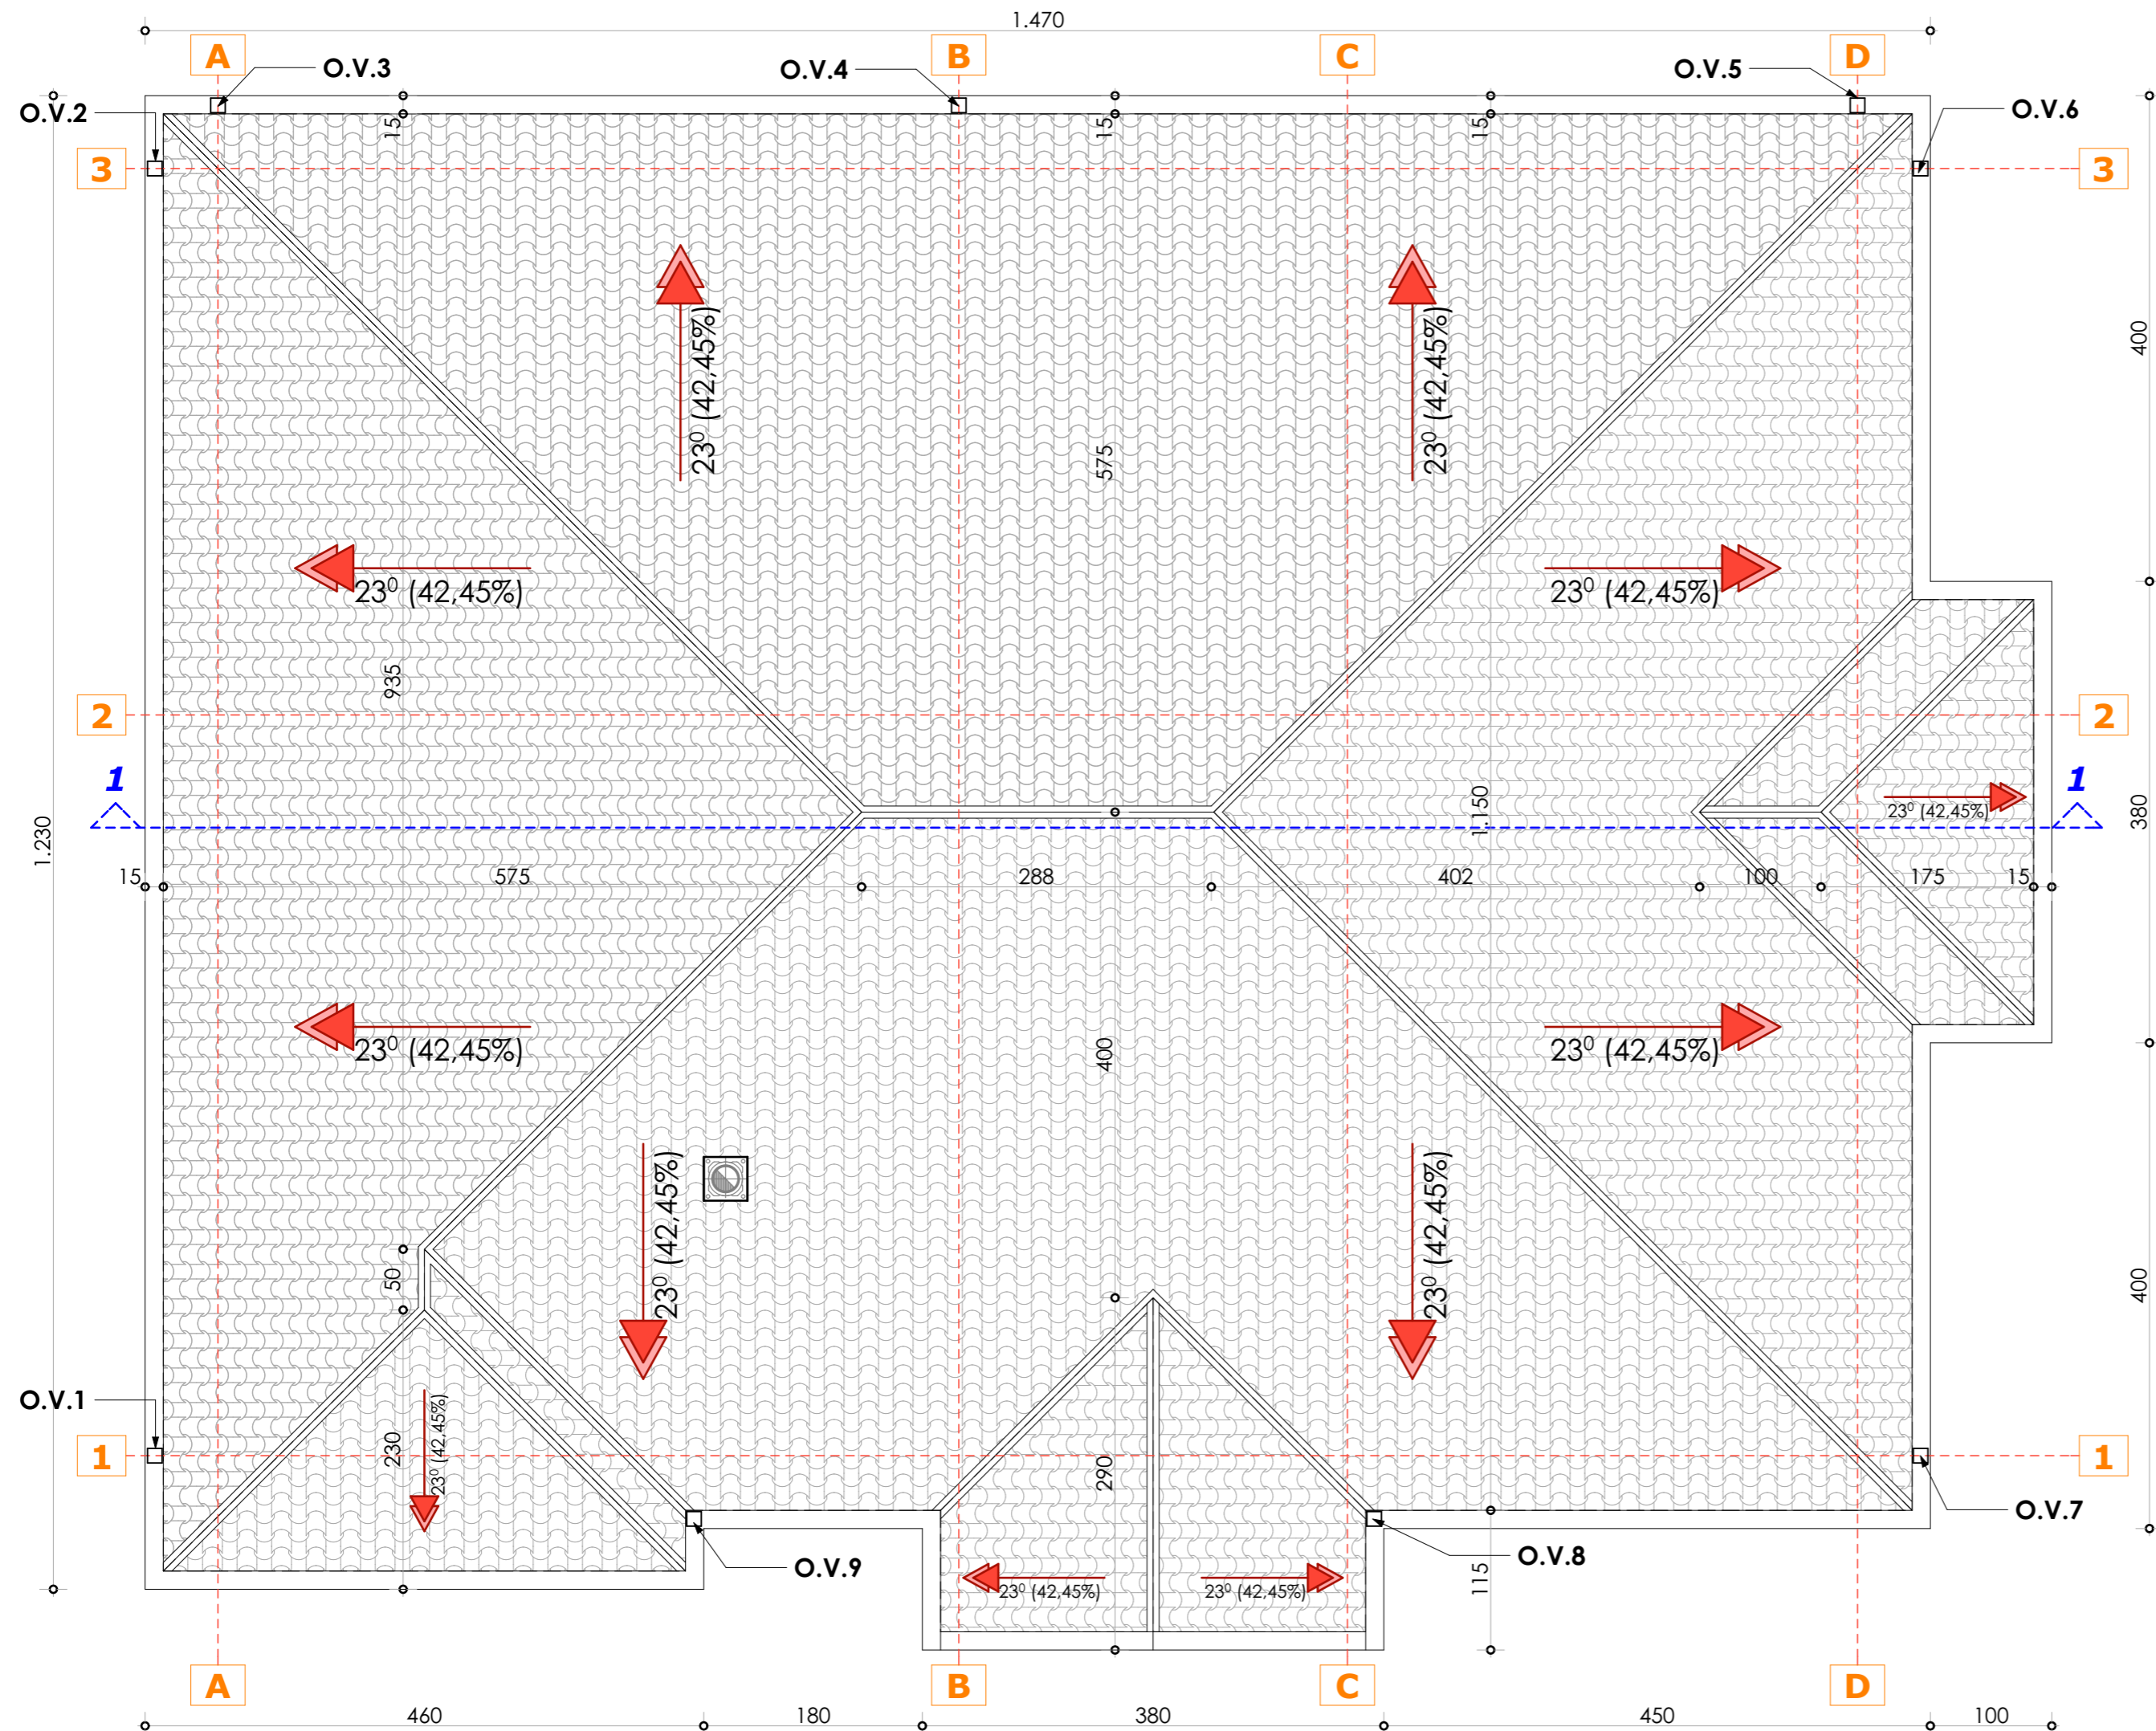 1.470
A
B
C
D
O.V.3
O.V.4
O.V.5
O.V.2
O.V.6
15
15
15
3
3
400
23⁰ (42,45%)
23⁰ (42,45%)
575
23⁰ (42,45%)
23⁰ (42,45%)
935
2
2
1
1
23⁰ (42,45%)
1.150
380
1.230
15
575
288
402
100
175
15
400
23⁰ (42,45%)
23⁰ (42,45%)
23⁰ (42,45%)
23⁰ (42,45%)
50
400
O.V.1
230
23⁰ (42,45%)
290
1
1
O.V.7
O.V.9
O.V.8
115
23⁰ (42,45%)
23⁰ (42,45%)
A
B
C
D
460
180
380
450
100